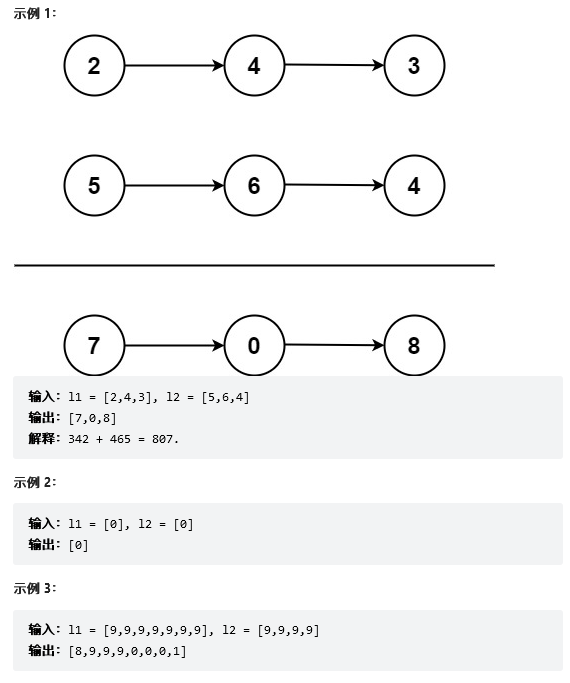 示例 1：
2 4 3
5 6 4
7 0 8
输入：l1 = [2,4,3], l2 = [5,6,4]
输出：[7,0,8]
解释：342 + 465 = 807.
示例 2：
输入：l1 = [0], l2 = [0]
输出：[0]
示例 3：
输入：l1 = [9,9,9,9,9,9,9], l2 = [9,9,9,9]
输出：[8,9,9,9,0,0,0,1]